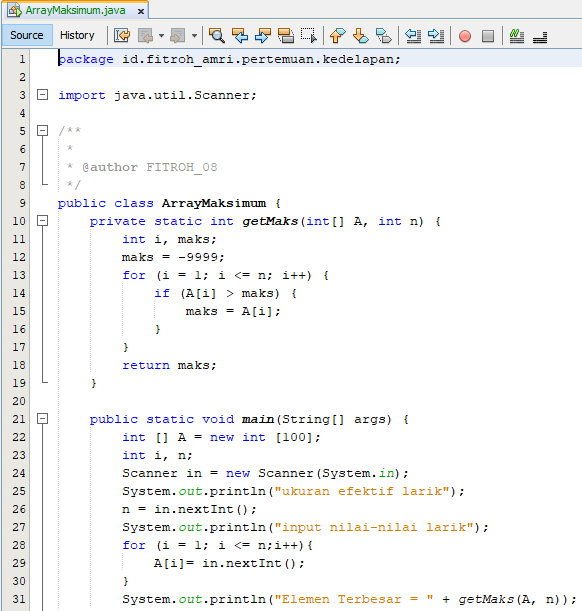 ArrayMaksimum.java ×
Source History
1 package id.fitroh_amri.pertemuan.kedelapan;
2
3 import java.util.Scanner;
4
5 /**
6 *
7 * @author FITROH_08
8 */
9 public class ArrayMaksimum {
10 private static int getMaks(int[] A, int n) {
11 int i, maks;
12 maks = -9999;
13 for (i = 1; i <= n; i++) {
14 if (A[i] > maks) {
15 maks = A[i];
16 }
17 }
18 return maks;
19 }
20
21 public static void main(String[] args) {
22 int [] A = new int [100];
23 int i, n;
24 Scanner in = new Scanner(System.in);
25 System.out.println("ukuran efektif larik");
26 n = in.nextInt();
27 System.out.println("input nilai-nilai larik");
28 for (i = 1; i <= n;i++){
29 A[i]= in.nextInt();
30 }
31 System.out.println("Elemen Terbesar = " + getMaks(A, n));